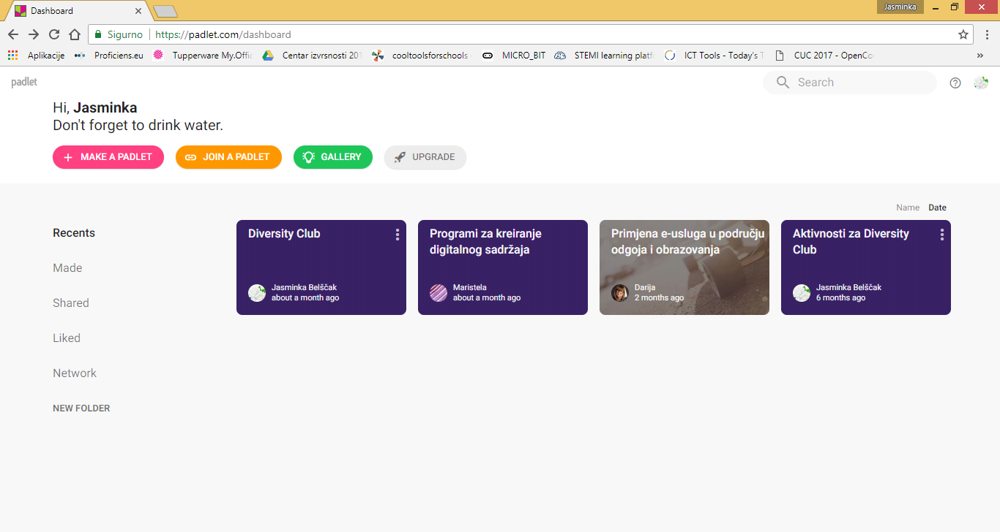 Dashboard
Jasminka
Sigurno
https://padlet.com/dashboard
Aplikacije
Proficiens.eu
Tupperware My.Offic
Centar izvrsnosti 201
cooltoolsforschools
MICRO_BIT
STEMI learning platf
ICT Tools - Today's T
CUC 2017 - OpenCo
padlet
Search
Hi, Jasminka
Don't forget to drink water.
MAKE A PADLET
JOIN A PADLET
GALLERY
UPGRADE
Name
Date
Recents
Made
Shared
Liked
Network
NEW FOLDER
Diversity Club
Jasminka Belščak
about a month ago
Programi za kreiranje
digitalnog sadržaja
Maristela
about a month ago
Primjena e-usluga u području
odgoja i obrazovanja
Darija
2 months ago
Aktivnosti za Diversity
Club
Jasminka Belščak
6 months ago